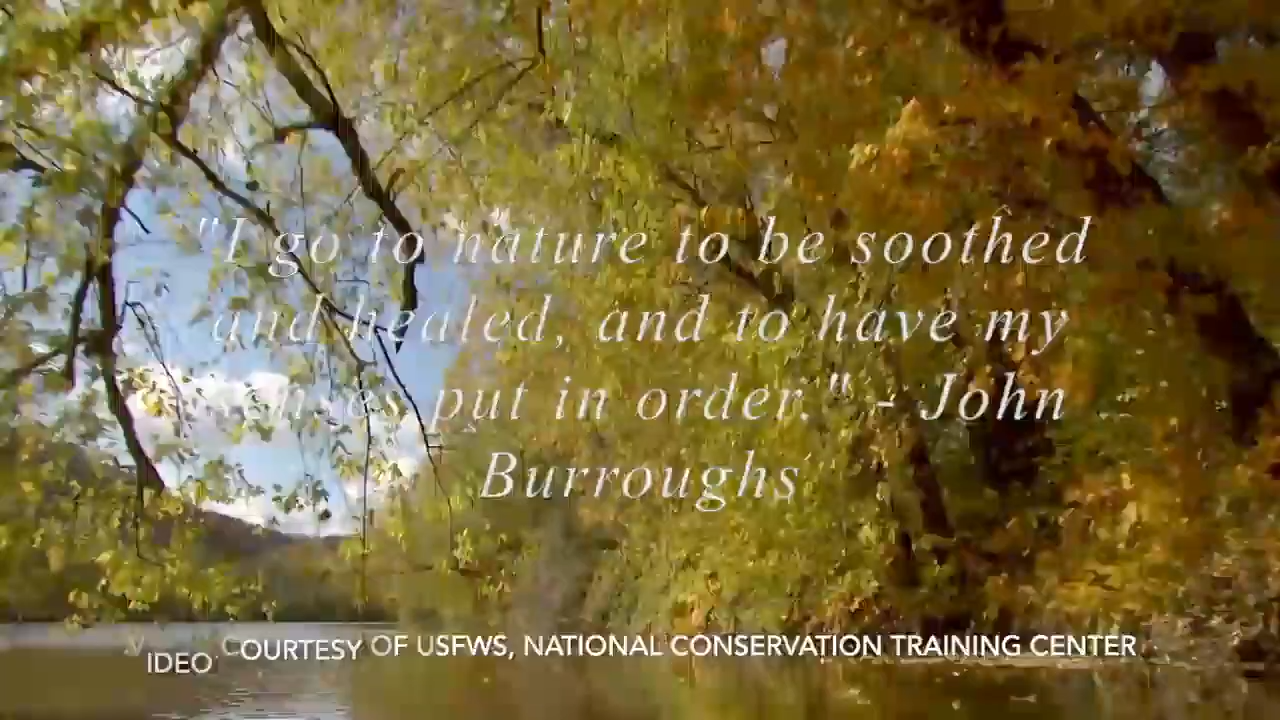 "I go to nature to be soothed
and healed, and to have my
senses put in order." - John
Burroughs
VIDEO COURTESY OF USFWS, NATIONAL CONSERVATION TRAINING CENTER